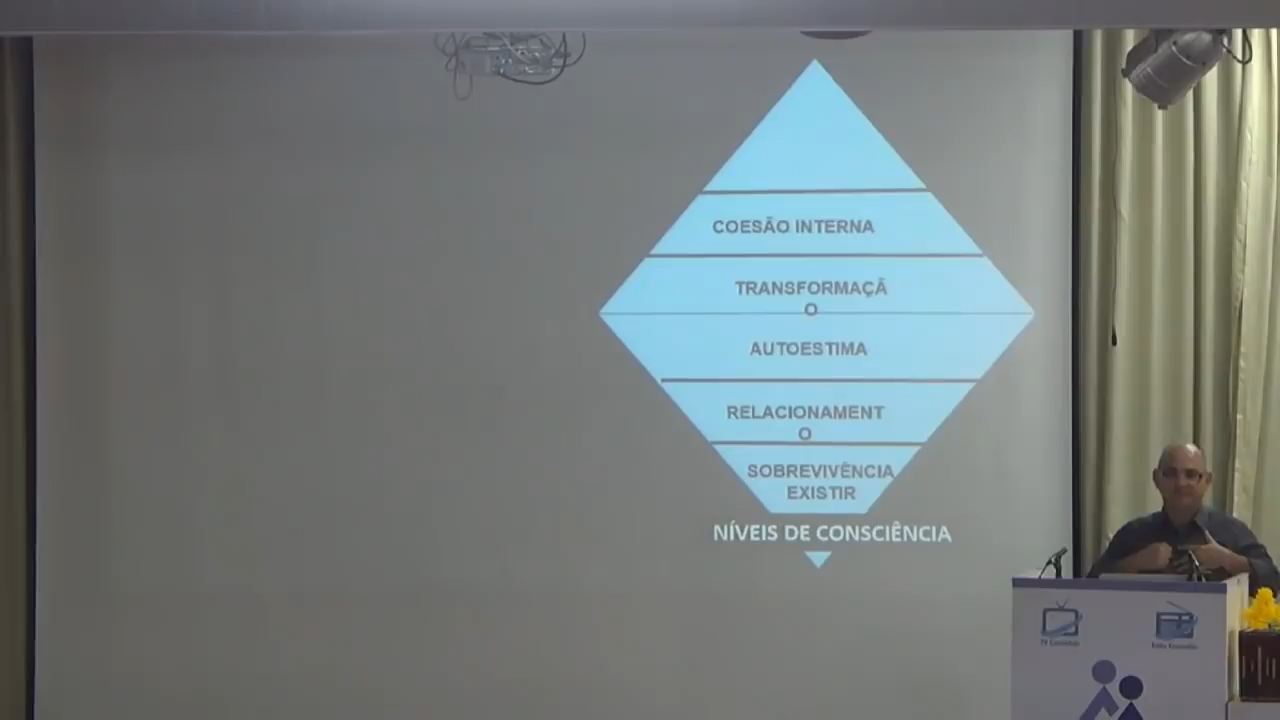 COESÃO INTERNA
TRANSFORMAÇÃ
O
AUTOESTIMA
RELACIONAMENT
O
SOBREVIVÊNCIA
EXISTIR
NÍVEIS DE CONSCIÊNCIA